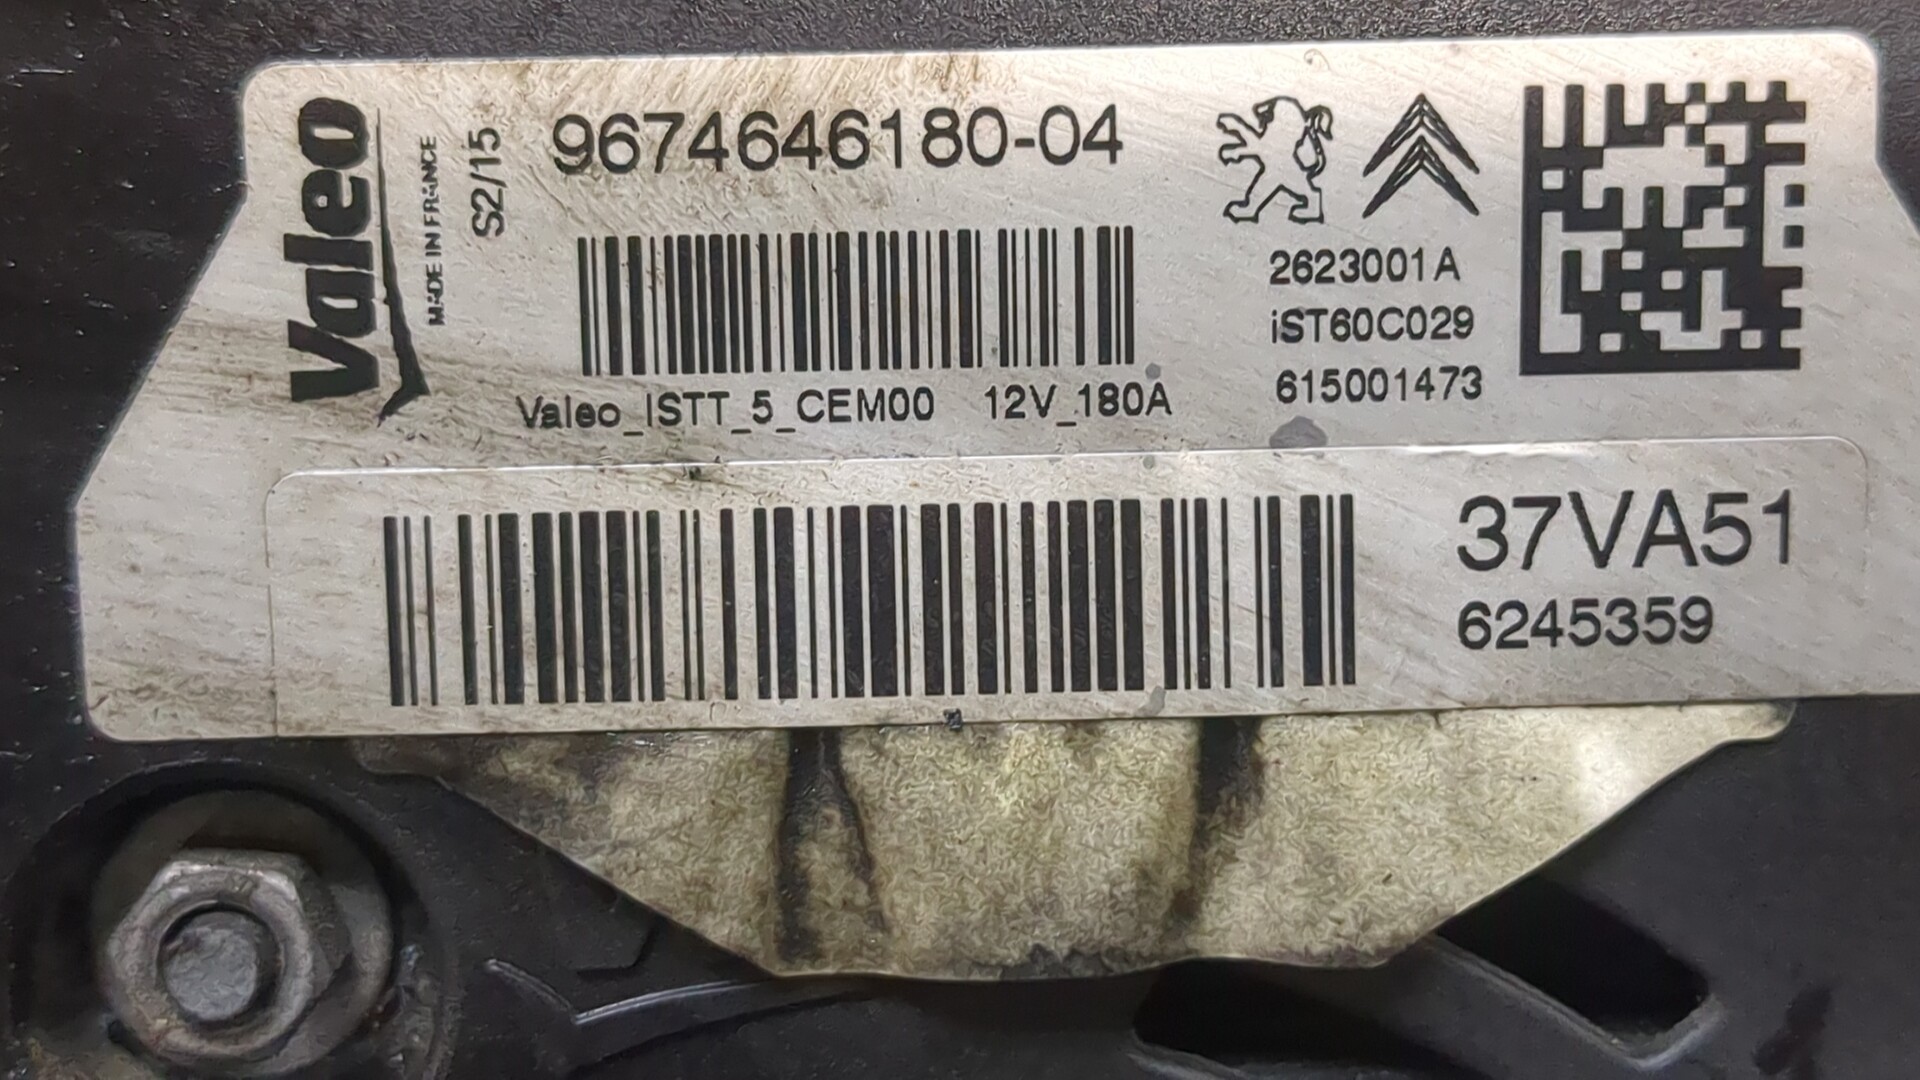 Valeo
MADE IN FRANCE
S2/15
9674646180-04
2623001A
iST60C029
615001473
Valeo_ISTT_5_CEM00 12V_180A
37VA51
6245359